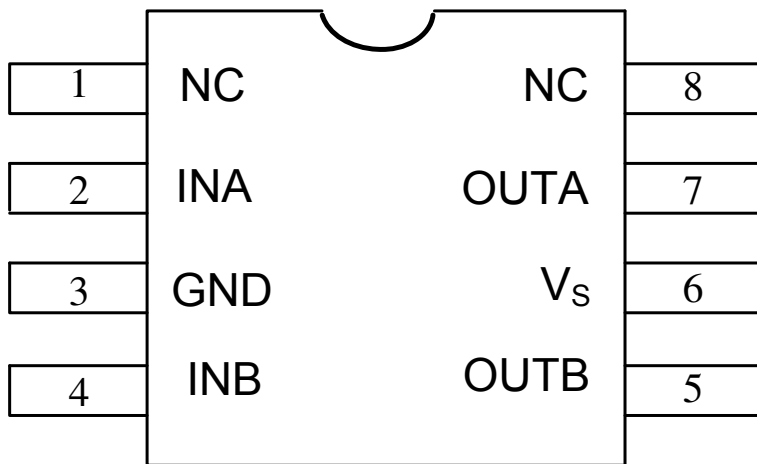 1 NC NC 8
2 INA OUTA 7
3 GND VS 6
4 INB OUTB 5